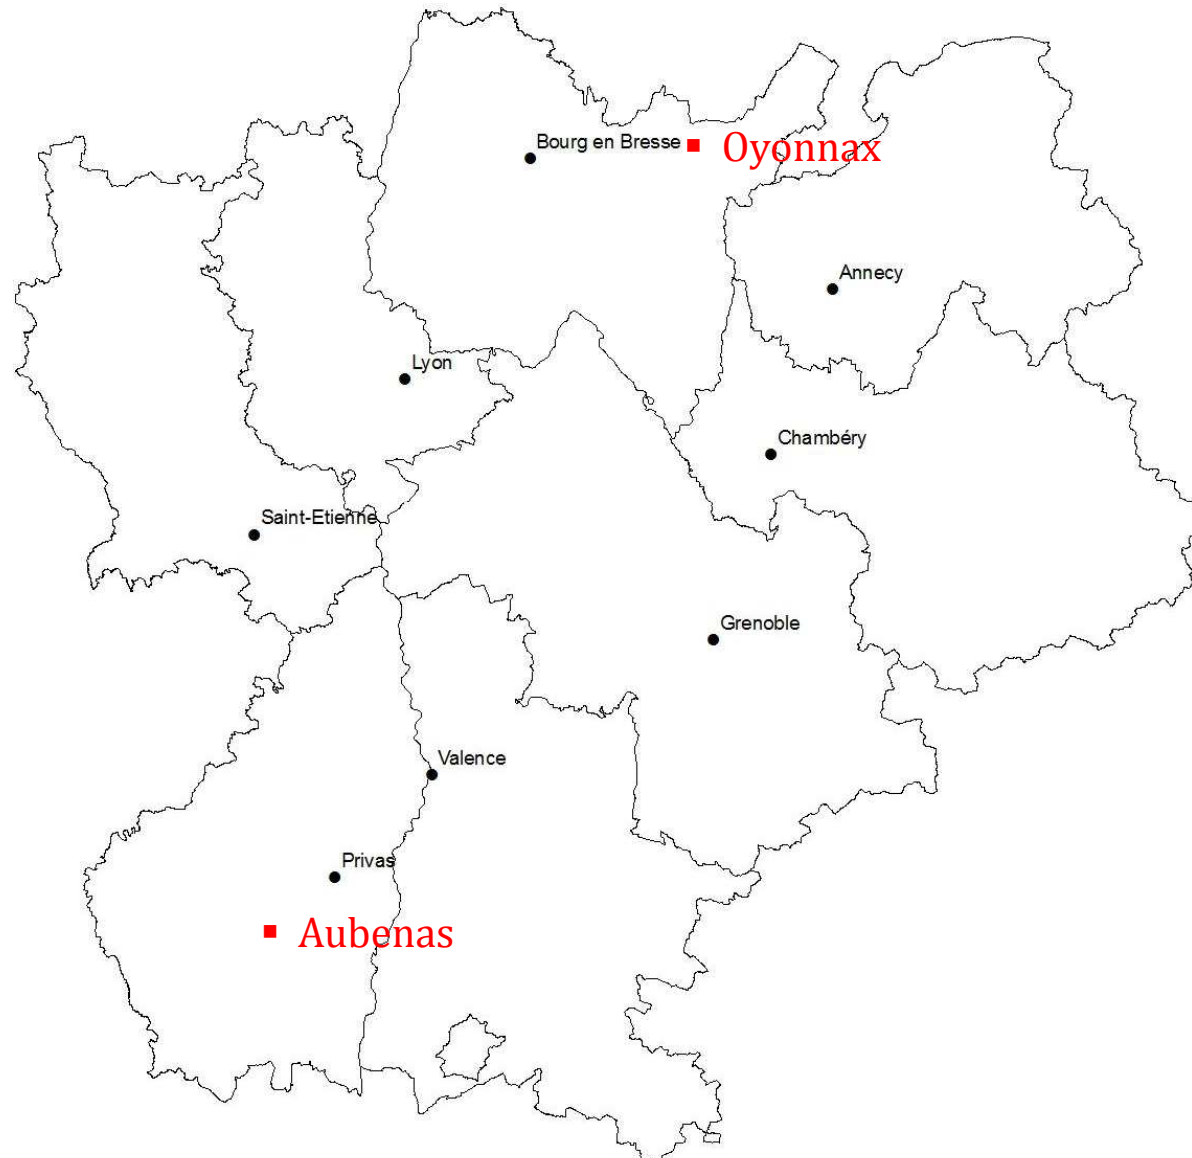 Bourg en Bresse
Oyonnax
Annecy
Lyon
Chambéry
Saint-Etienne
Grenoble
Valence
Privas
Aubenas